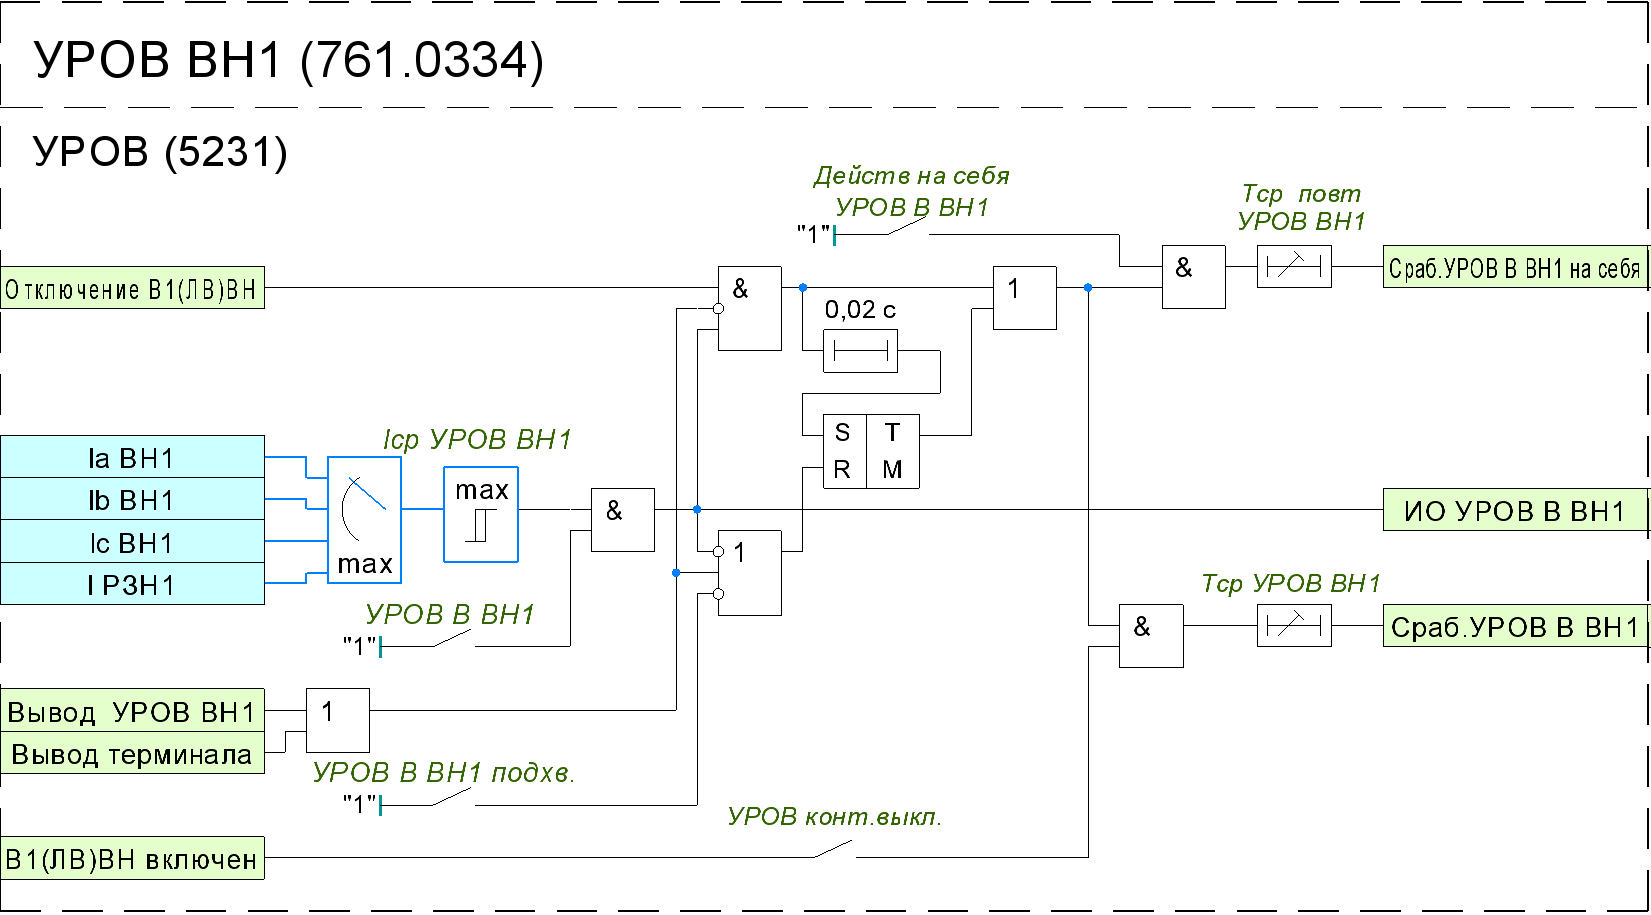 УРОВ ВН1 (761.0334)
УРОВ (5231)
Действ на себя
УРОВ В ВН1
"1"
Тср повт
УРОВ ВН1
Отключение В1(ЛВ)ВН
&
1
&
Сраб.УРОВ В ВН1 на себя
0,02 с
S T
R M
Iср УРОВ ВН1
Ia ВН1
Ib ВН1
Ic ВН1
I РЗН1
max
max
&
ИО УРОВ В ВН1
1
УРОВ В ВН1
"1"
Тср УРОВ ВН1
&
Сраб.УРОВ В ВН1
Вывод УРОВ ВН1
Вывод терминала
1
УРОВ В ВН1 подхв.
"1"
УРОВ конт.выкл.
В1(ЛВ)ВН включен